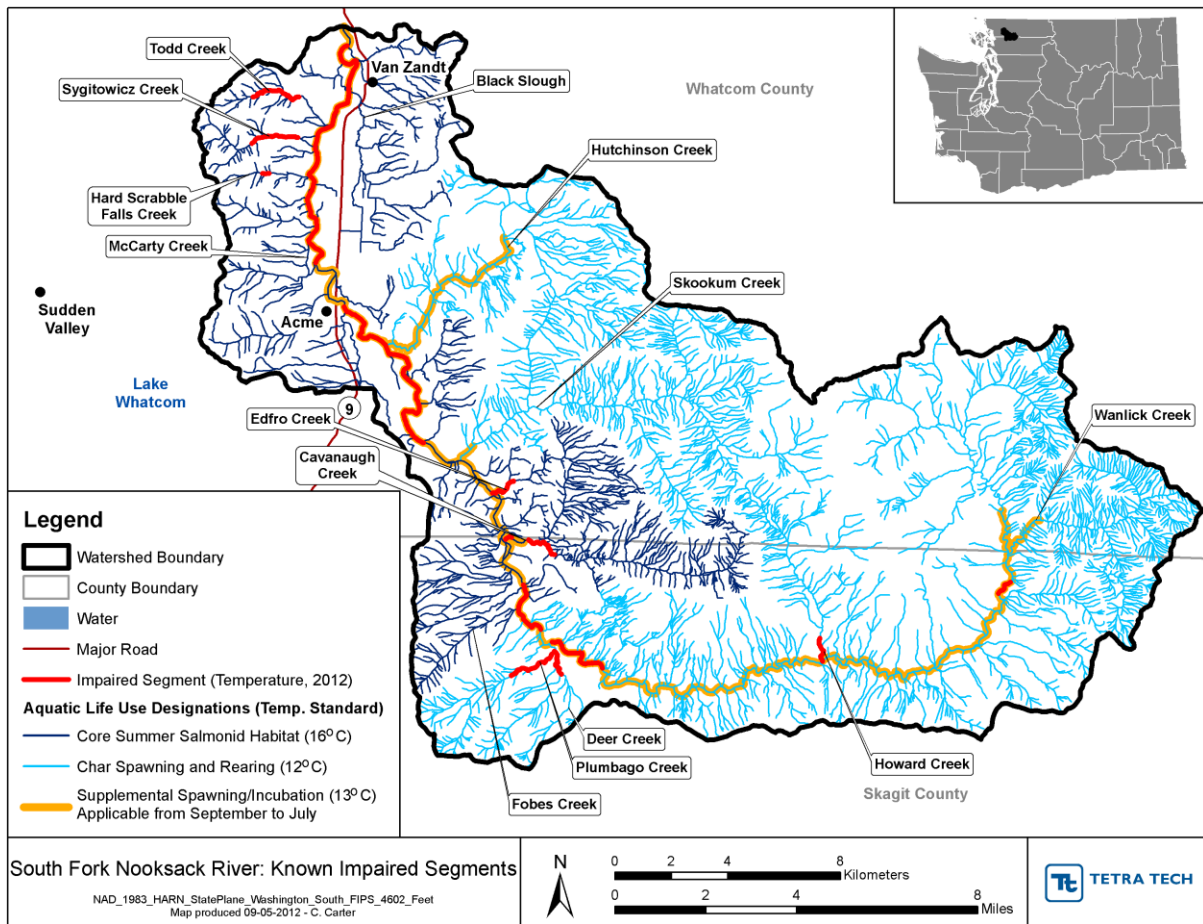 Todd Creek
Van Zandt
Sygitowicz Creek
Black Slough
Whatcom County
Hutchinson Creek
Hard Scrabble
Falls Creek
McCarty Creek
Skookum Creek
Sudden
Valley
Acme
Lake
Whatcom
9
Edfro Creek
Wanlick Creek
Cavanaugh
Creek
Legend
Watershed Boundary
County Boundary
Water
Major Road
Impaired Segment (Temperature, 2012)
Aquatic Life Use Designations (Temp. Standard)
Core Summer Salmonid Habitat (16°C)
Char Spawning and Rearing (12°C)
Supplemental Spawning/Incubation (13°C)
Applicable from September to July
Deer Creek
Plumbago Creek
Howard Creek
Fobes Creek
Skagit County
South Fork Nooksack River: Known Impaired Segments
NAD_1983_HARN_StatePlane_Washington_South_FIPS_4602_Feet
Map produced 09-05-2012 - C. Carter
N
0 2 4 8
Kilometers
0 2 4 8
Miles
Tt TETRA TECH